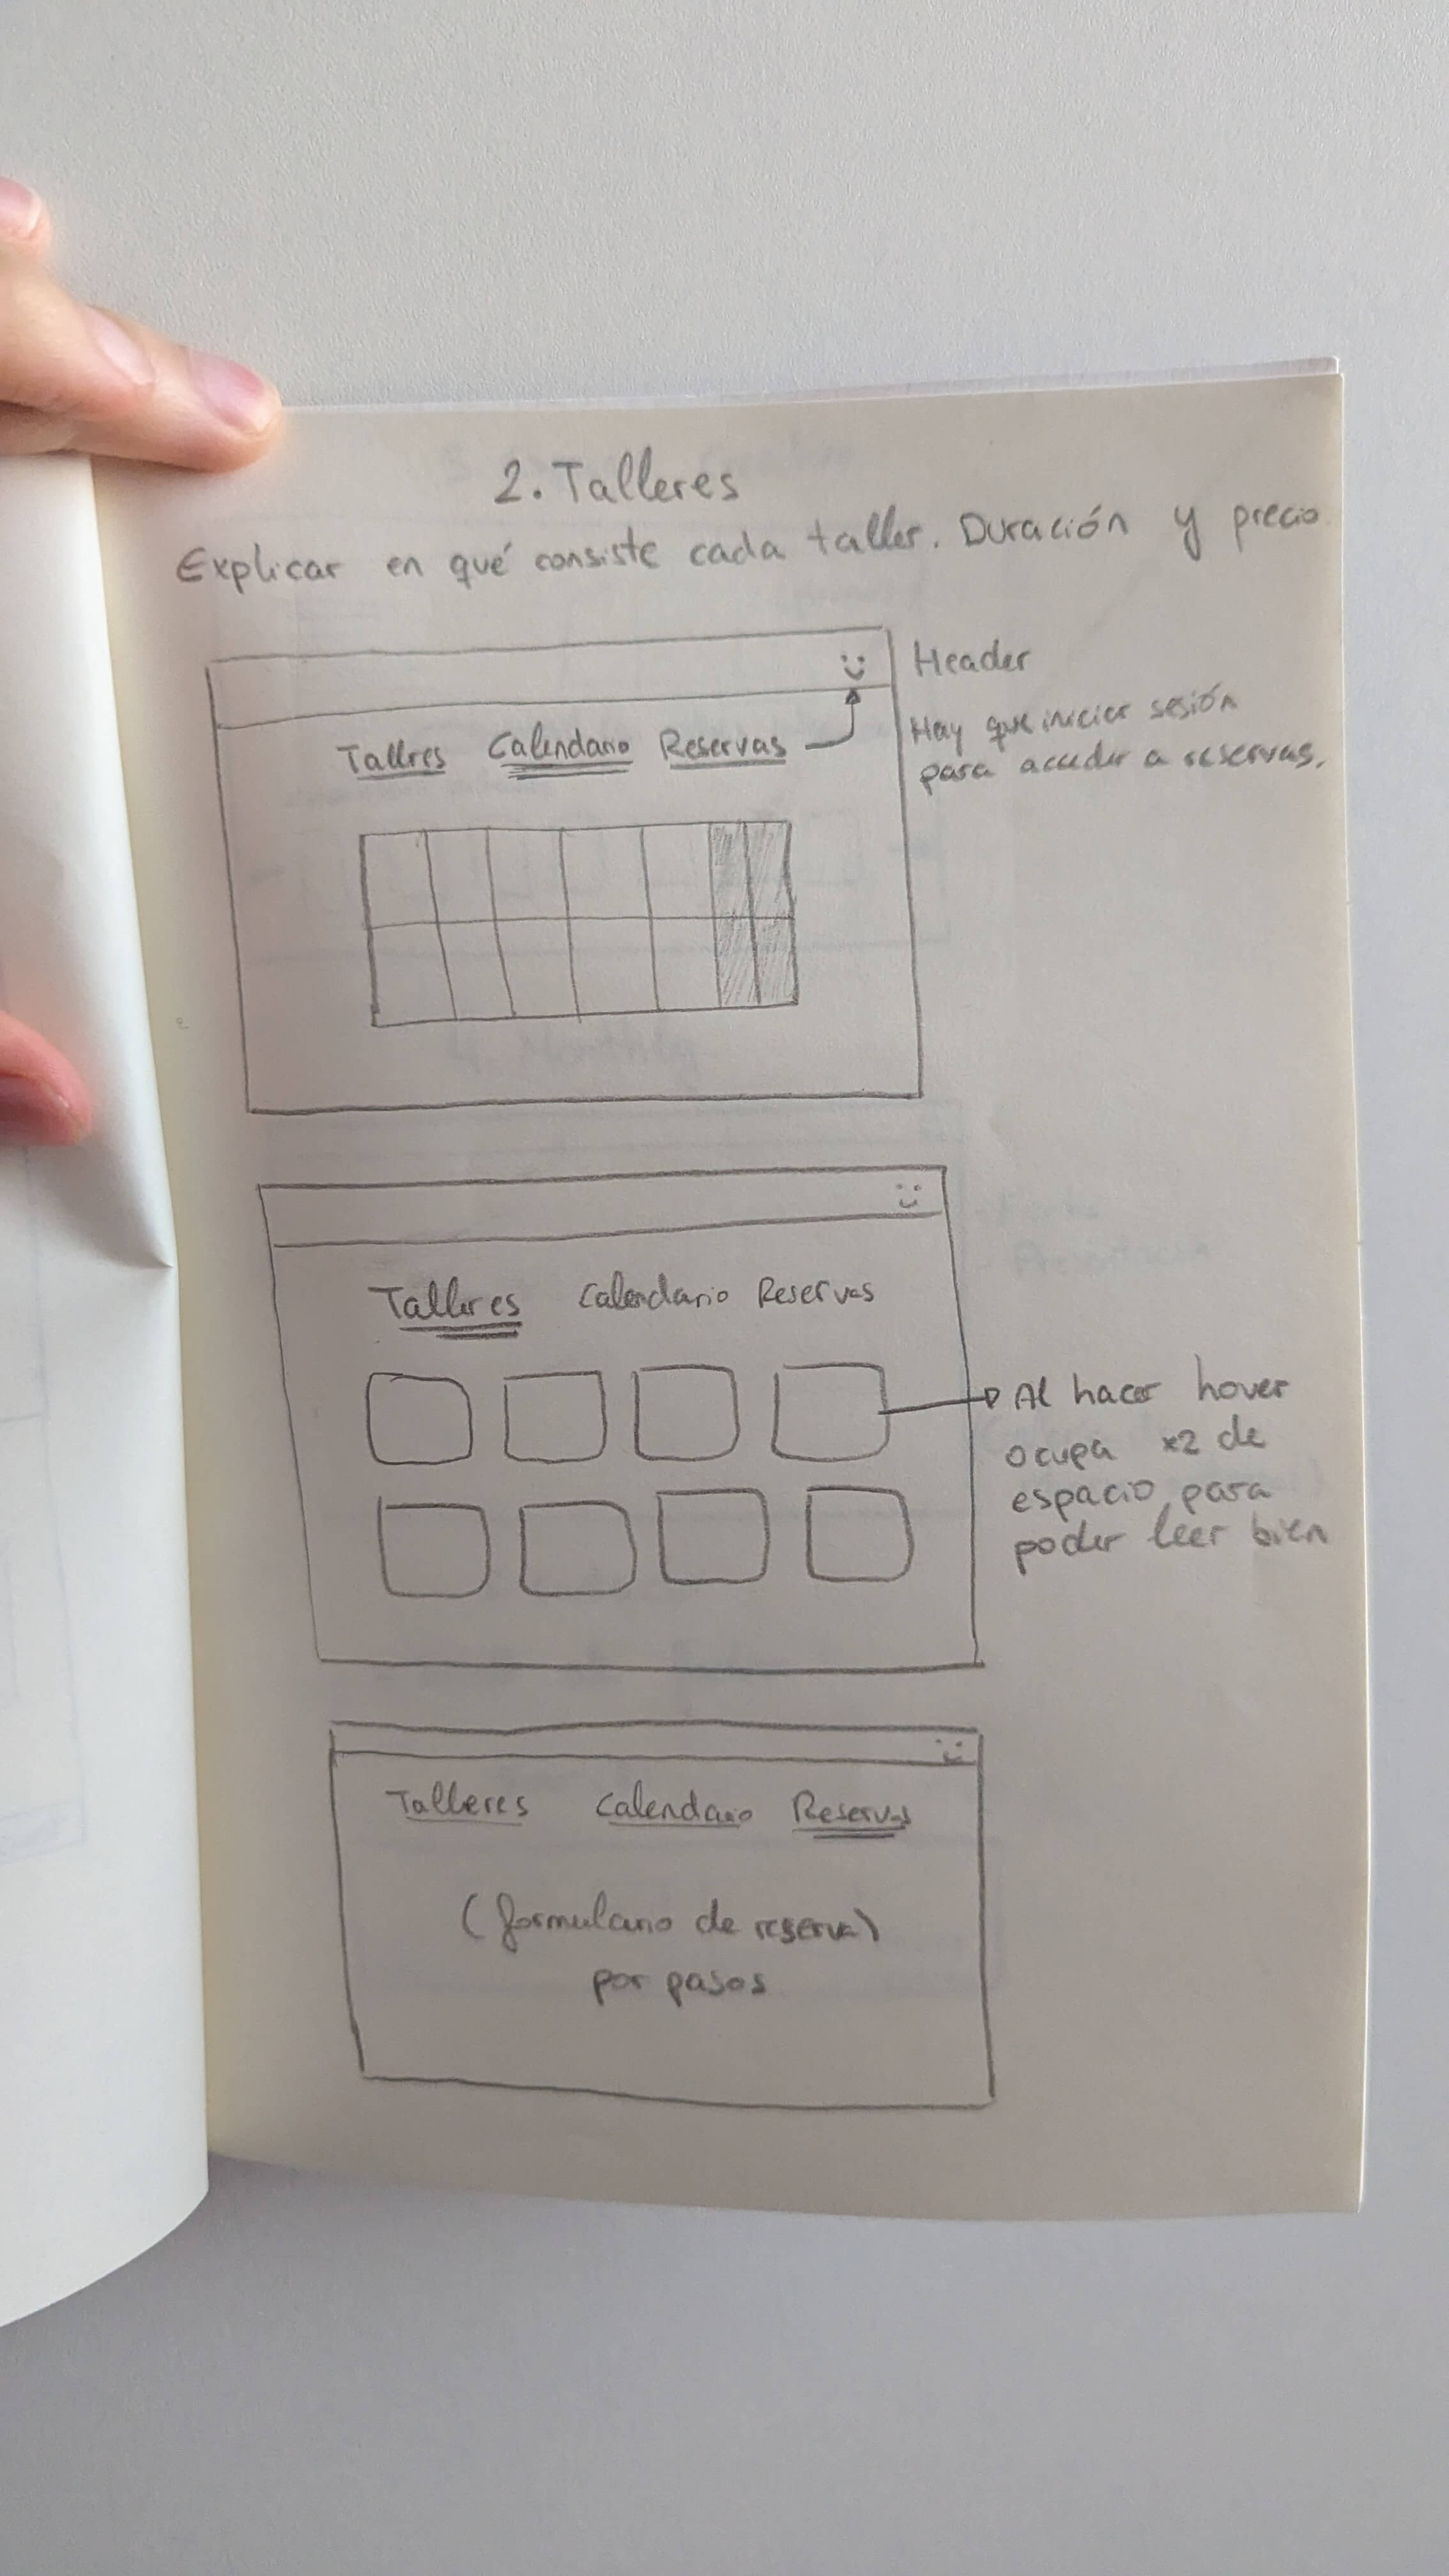 2. Talleres
Explicar en qué consiste cada taller. Duración y precio.
Header
Hay que iniciar sesión
para acceder a reservas.
Tallres Calendario Reservas
Talleres Calendario Reservas
Al hacer hover
ocupa x2 de
espacio, para
poder leer bien
Talleres Calendario Reservas
(formulario de reserva)
por pasos